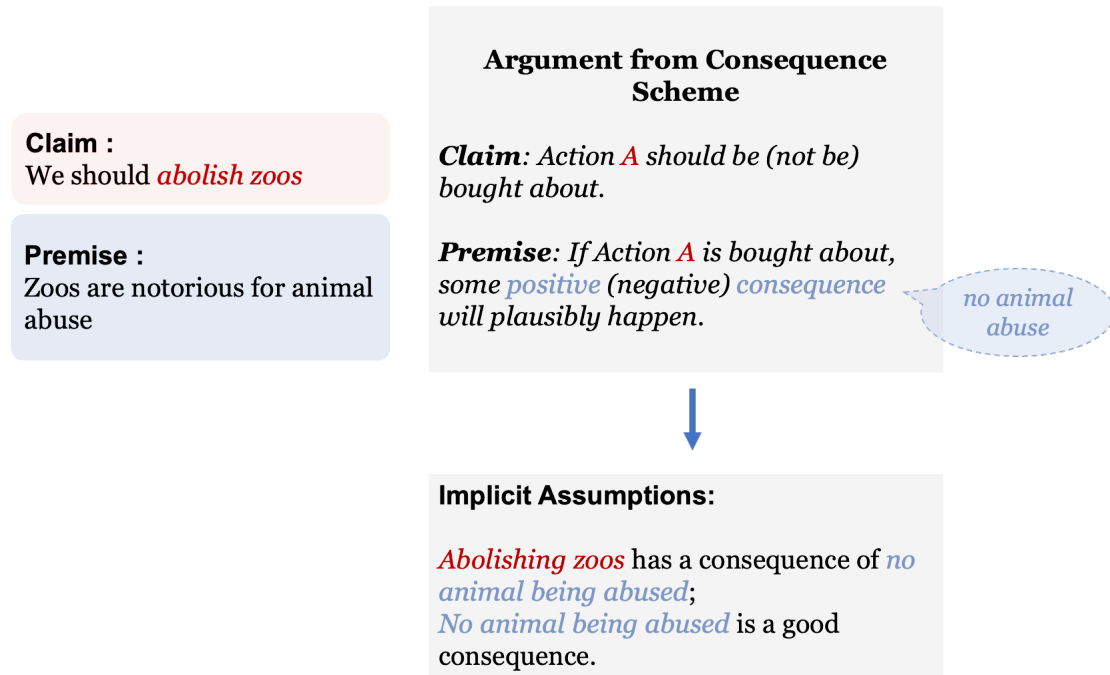 Claim :
We should abolish zoos
Premise :
Zoos are notorious for animal
abuse
Argument from Consequence
Scheme
Claim: Action A should be (not be)
bought about.
Premise: If Action A is bought about,
some positive (negative) consequence
will plausibly happen.
no animal
abuse
Implicit Assumptions:
Abolishing zoos has a consequence of no
animal being abused;
No animal being abused is a good
consequence.